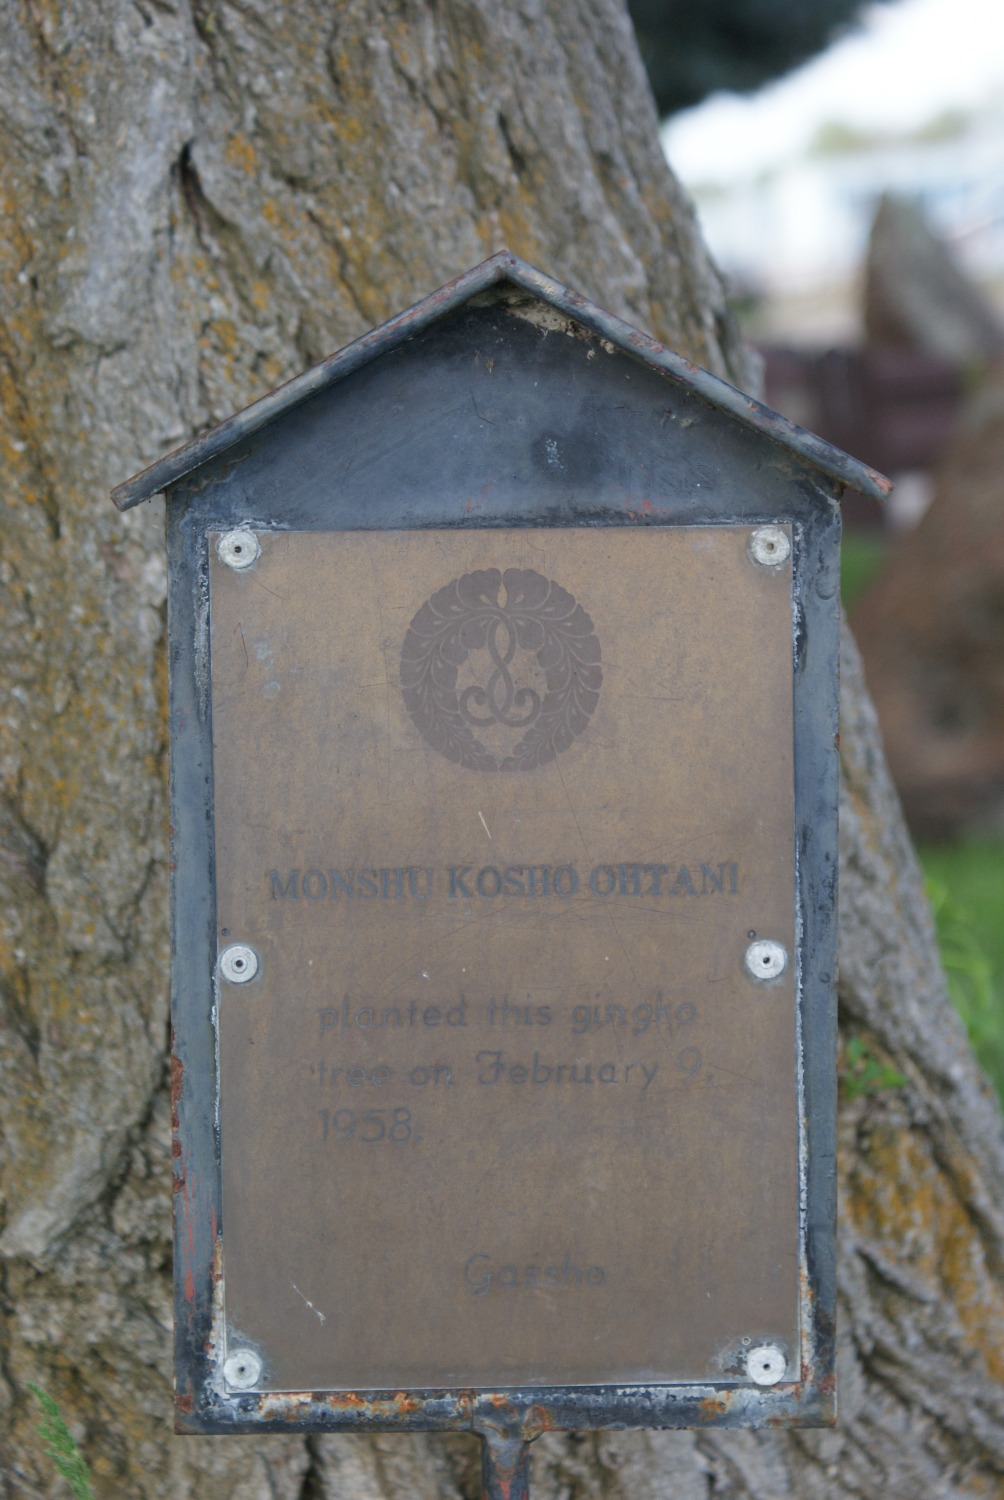 MONSHU KOSHO OHTANI
planted this gingko
tree on February 9,
1958.
Gassho